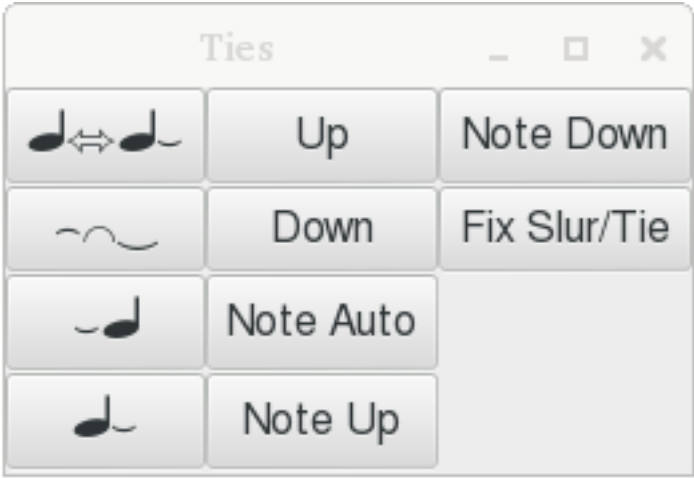 Ties
Up
Note Down
Down
Fix Slur/Tie
Note Auto
Note Up